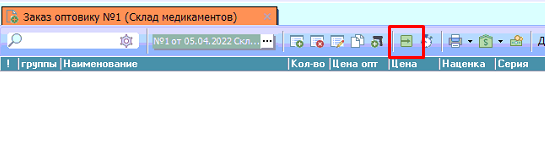 Заказ оптовику №1 (Склад медикаментов)
№1 от 05.04.2022 Скл... ...
! группы Наименование Кол-во Цена опт Цена Наценка Серия